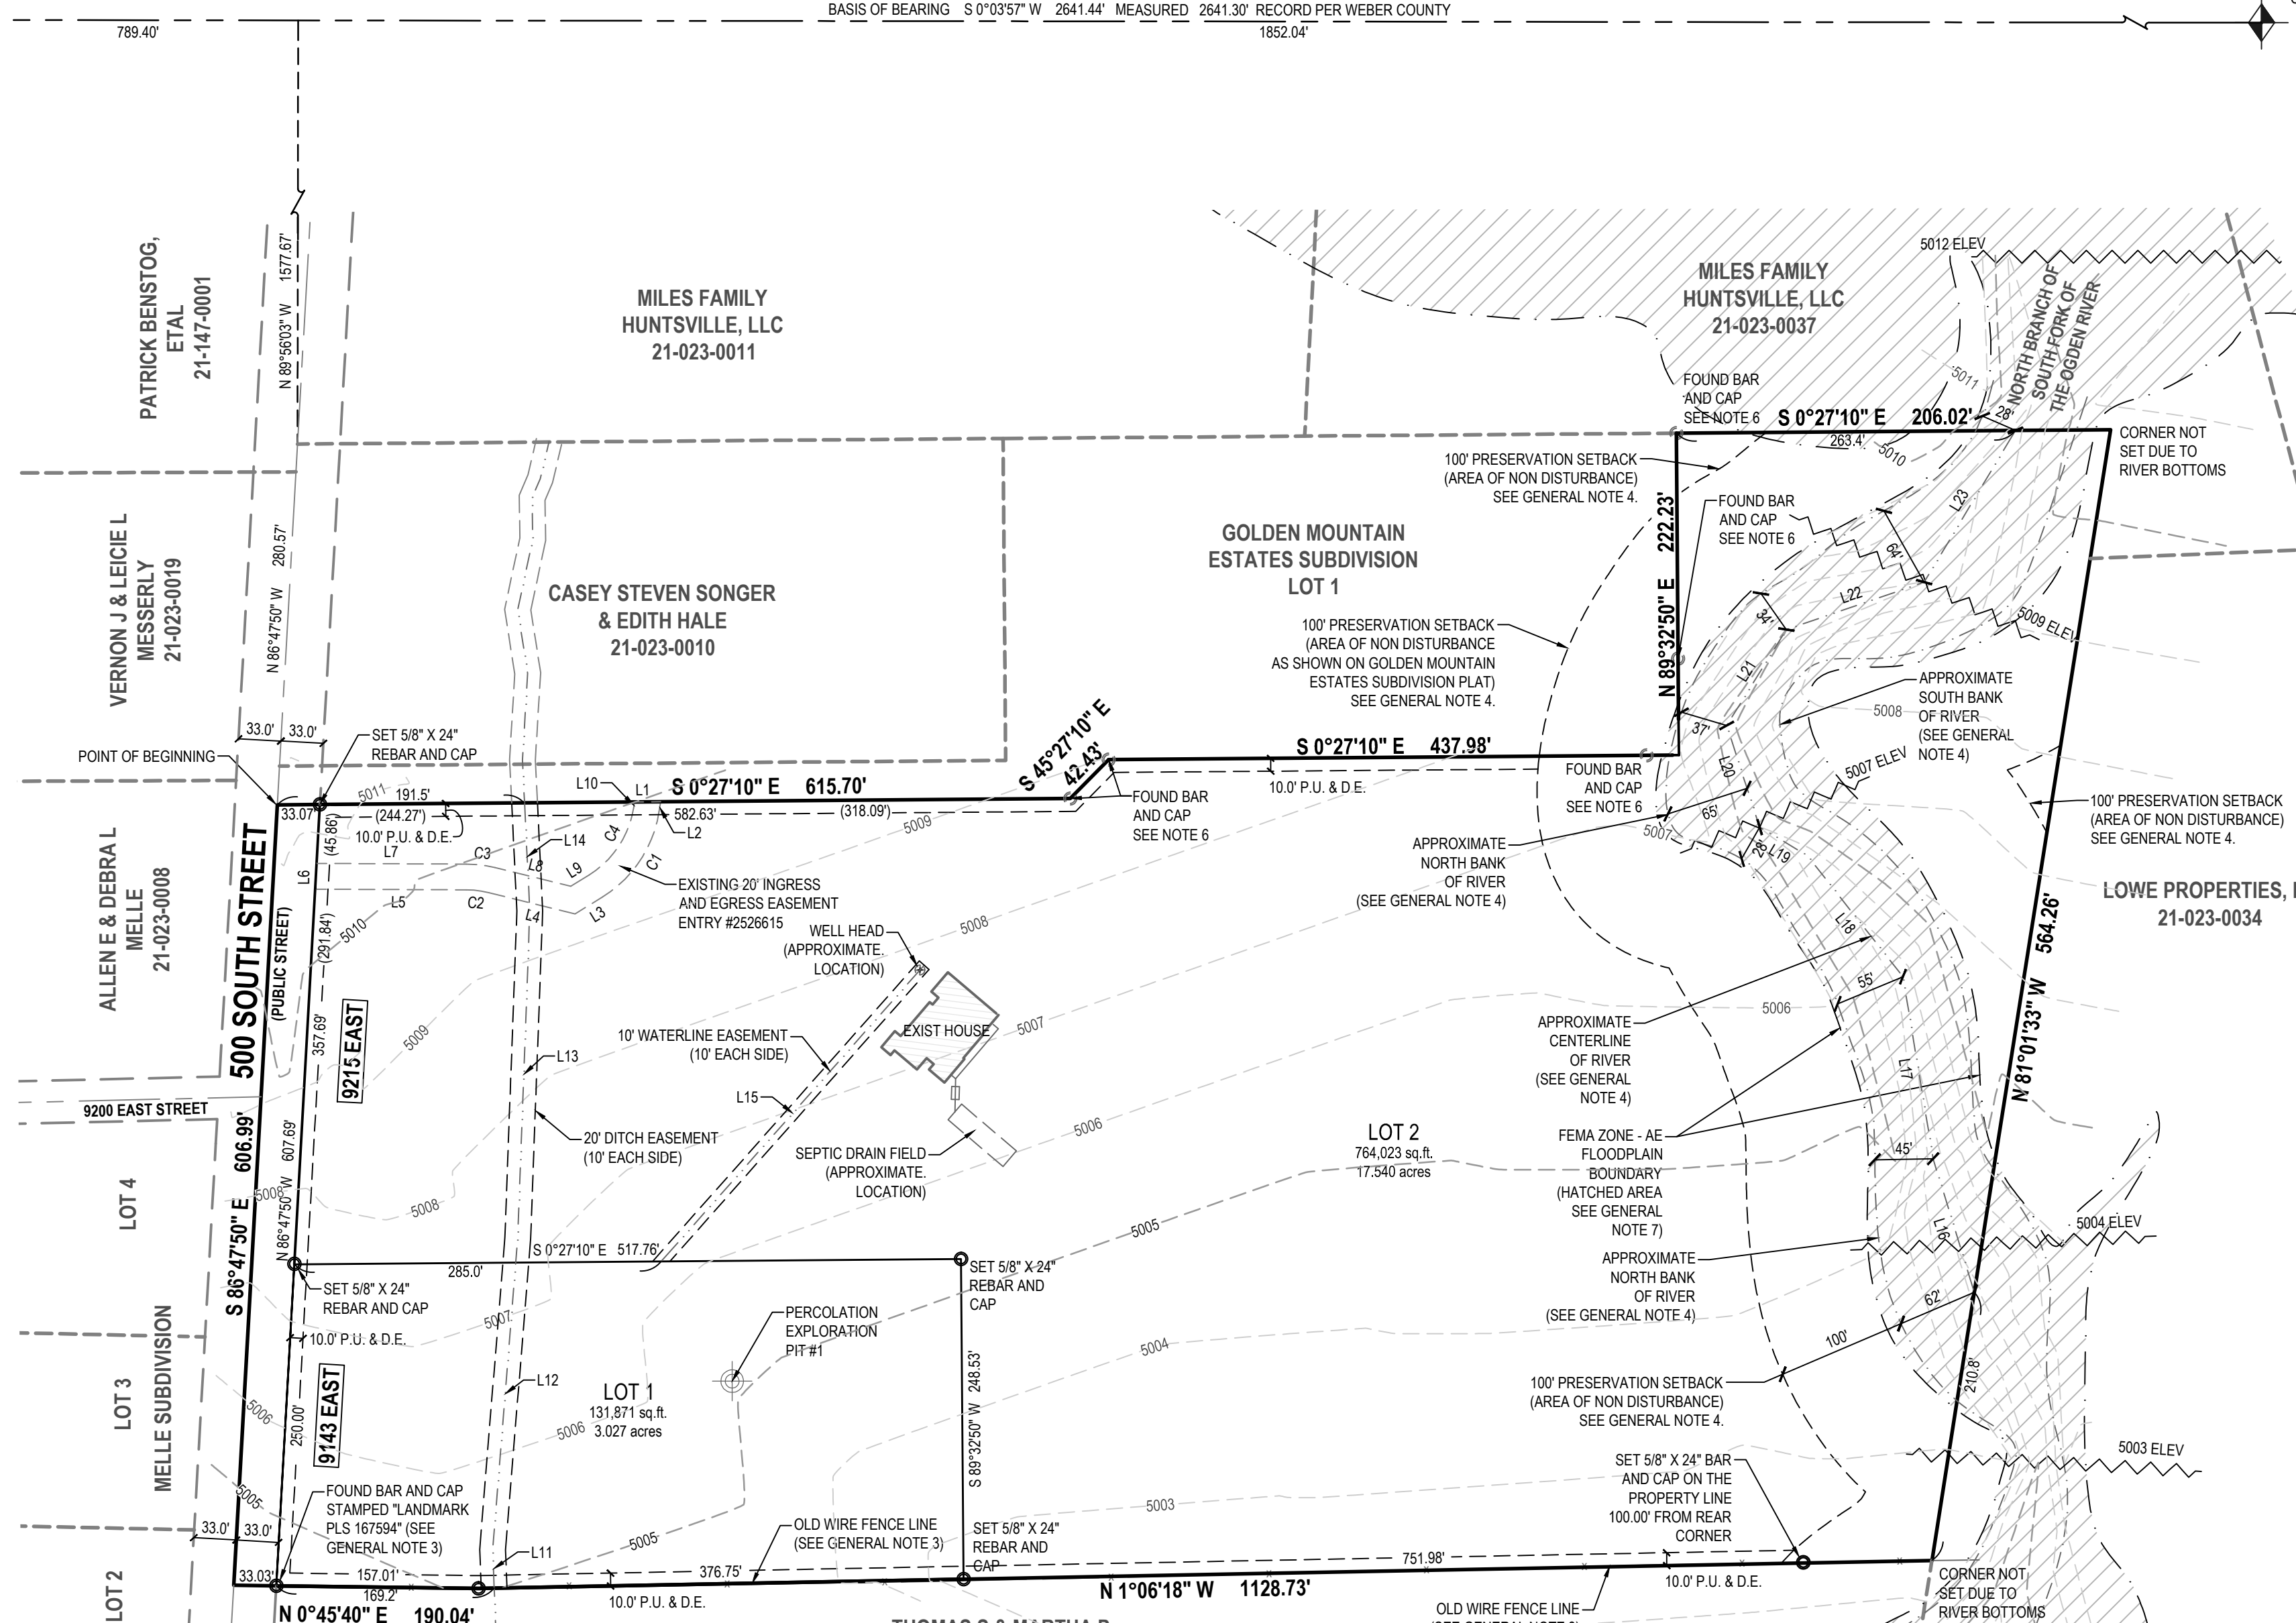 BASIS OF BEARING S 0°03'57" W 2641.44' MEASURED 2641.30' RECORD PER WEBER COUNTY
789.40'
1852.04'
PATRICK BENSTOG,
ETAL
21-147-0001
N 89°56'03" W 1577.67'
MILES FAMILY
HUNTSVILLE, LLC
21-023-0011
MILES FAMILY
HUNTSVILLE, LLC
21-023-0037
5012 ELEV
NORTH BRANCH OF
SOUTH FORK OF
THE OGDEN RIVER
5011
28'
FOUND BAR
AND CAP
SEE NOTE 6
S 0°27'10" E 206.02'
263.4'
5010
CORNER NOT
SET DUE TO
RIVER BOTTOMS
100' PRESERVATION SETBACK
(AREA OF NON DISTURBANCE)
SEE GENERAL NOTE 4.
N 89°32'50" E 222.23'
FOUND BAR
AND CAP
SEE NOTE 6
L23
64'
L22
34'
L21
5009 ELEV
VERNON J & LEICIE L
MESSERLY
21-023-0019
N 86°47'50" W 280.57'
CASEY STEVEN SONGER
& EDITH HALE
21-023-0010
GOLDEN MOUNTAIN
ESTATES SUBDIVISION
LOT 1
100' PRESERVATION SETBACK
(AREA OF NON DISTURBANCE
AS SHOWN ON GOLDEN MOUNTAIN
ESTATES SUBDIVISION PLAT)
SEE GENERAL NOTE 4.
APPROXIMATE
SOUTH BANK
OF RIVER
(SEE GENERAL
NOTE 4)
5008
37'
33.0'
33.0'
SET 5/8" X 24"
REBAR AND CAP
POINT OF BEGINNING
L10
L1
S 0°27'10" E 615.70'
S 45°27'10" E
42.43'
S 0°27'10" E 437.98'
10.0' P.U. & D.E.
FOUND BAR
AND CAP
SEE NOTE 6
FOUND BAR
AND CAP
SEE NOTE 6
L20
5007 ELEV
65'
5007
28'
L19
100' PRESERVATION SETBACK
(AREA OF NON DISTURBANCE)
SEE GENERAL NOTE 4.
5011
191.5'
33.07'
(244.27')
582.63'
(318.09')
5009
10.0' P.U. & D.E.
(45.86')
L2
L14
C4
C1
L7
C3
L8
L9
L6
L5
C2
L4
L3
5010
(291.84')
EXISTING 20' INGRESS
AND EGRESS EASEMENT
ENTRY #2526615
APPROXIMATE
NORTH BANK
OF RIVER
(SEE GENERAL NOTE 4)
ALLEN E & DEBRA L
MELLE
21-023-0008
500 SOUTH STREET
(PUBLIC STREET)
LOWE PROPERTIES,
21-023-0034
N 81°01'33" W 564.26'
L18
55'
5008
WELL HEAD
(APPROXIMATE.
LOCATION)
EXIST HOUSE
5007
5006
5009
357.69'
9215 EAST
10' WATERLINE EASEMENT
(10' EACH SIDE)
L13
L15
APPROXIMATE
CENTERLINE
OF RIVER
(SEE GENERAL
NOTE 4)
L17
9200 EAST STREET
20' DITCH EASEMENT
(10' EACH SIDE)
SEPTIC DRAIN FIELD
(APPROXIMATE.
LOCATION)
5006
LOT 2
764,023 sq.ft.
17.540 acres
FEMA ZONE - AE
FLOODPLAIN
BOUNDARY
(HATCHED AREA
SEE GENERAL
NOTE 7)
45'
LOT 4
S 86°47'50" E 606.99'
N 86°47'50" W 607.69'
5008
5008
5005
L16
5004 ELEV
S 0°27'10" E 517.76'
285.0'
SET 5/8" X 24"
REBAR AND CAP
SET 5/8" X 24"
REBAR AND
CAP
APPROXIMATE
NORTH BANK
OF RIVER
(SEE GENERAL NOTE 4)
62'
100'
5007
10.0' P.U. & D.E.
PERCOLATION
EXPLORATION
PIT #1
5004
LOT 3
MELLE SUBDIVISION
9143 EAST
L12
LOT 1
131,871 sq.ft.
3.027 acres
S 89°32'50" W 248.53'
210.8'
100' PRESERVATION SETBACK
(AREA OF NON DISTURBANCE)
SEE GENERAL NOTE 4.
5006
250.00'
5006
5003 ELEV
SET 5/8" X 24" BAR
AND CAP ON THE
PROPERTY LINE
100.00' FROM REAR
CORNER
5005
FOUND BAR AND CAP
STAMPED "LANDMARK
PLS 167594" (SEE
GENERAL NOTE 3)
5003
33.0'
33.0'
OLD WIRE FENCE LINE
(SEE GENERAL NOTE 3)
SET 5/8" X 24"
REBAR AND
CAP
5005
L11
751.98'
LOT 2
33.03'
157.01'
169.2'
376.75'
10.0' P.U. & D.E.
N 1°06'18" W 1128.73'
10.0' P.U. & D.E.
CORNER NOT
SET DUE TO
RIVER BOTTOMS
N 0°45'40" E 190.04'
OLD WIRE FENCE LINE